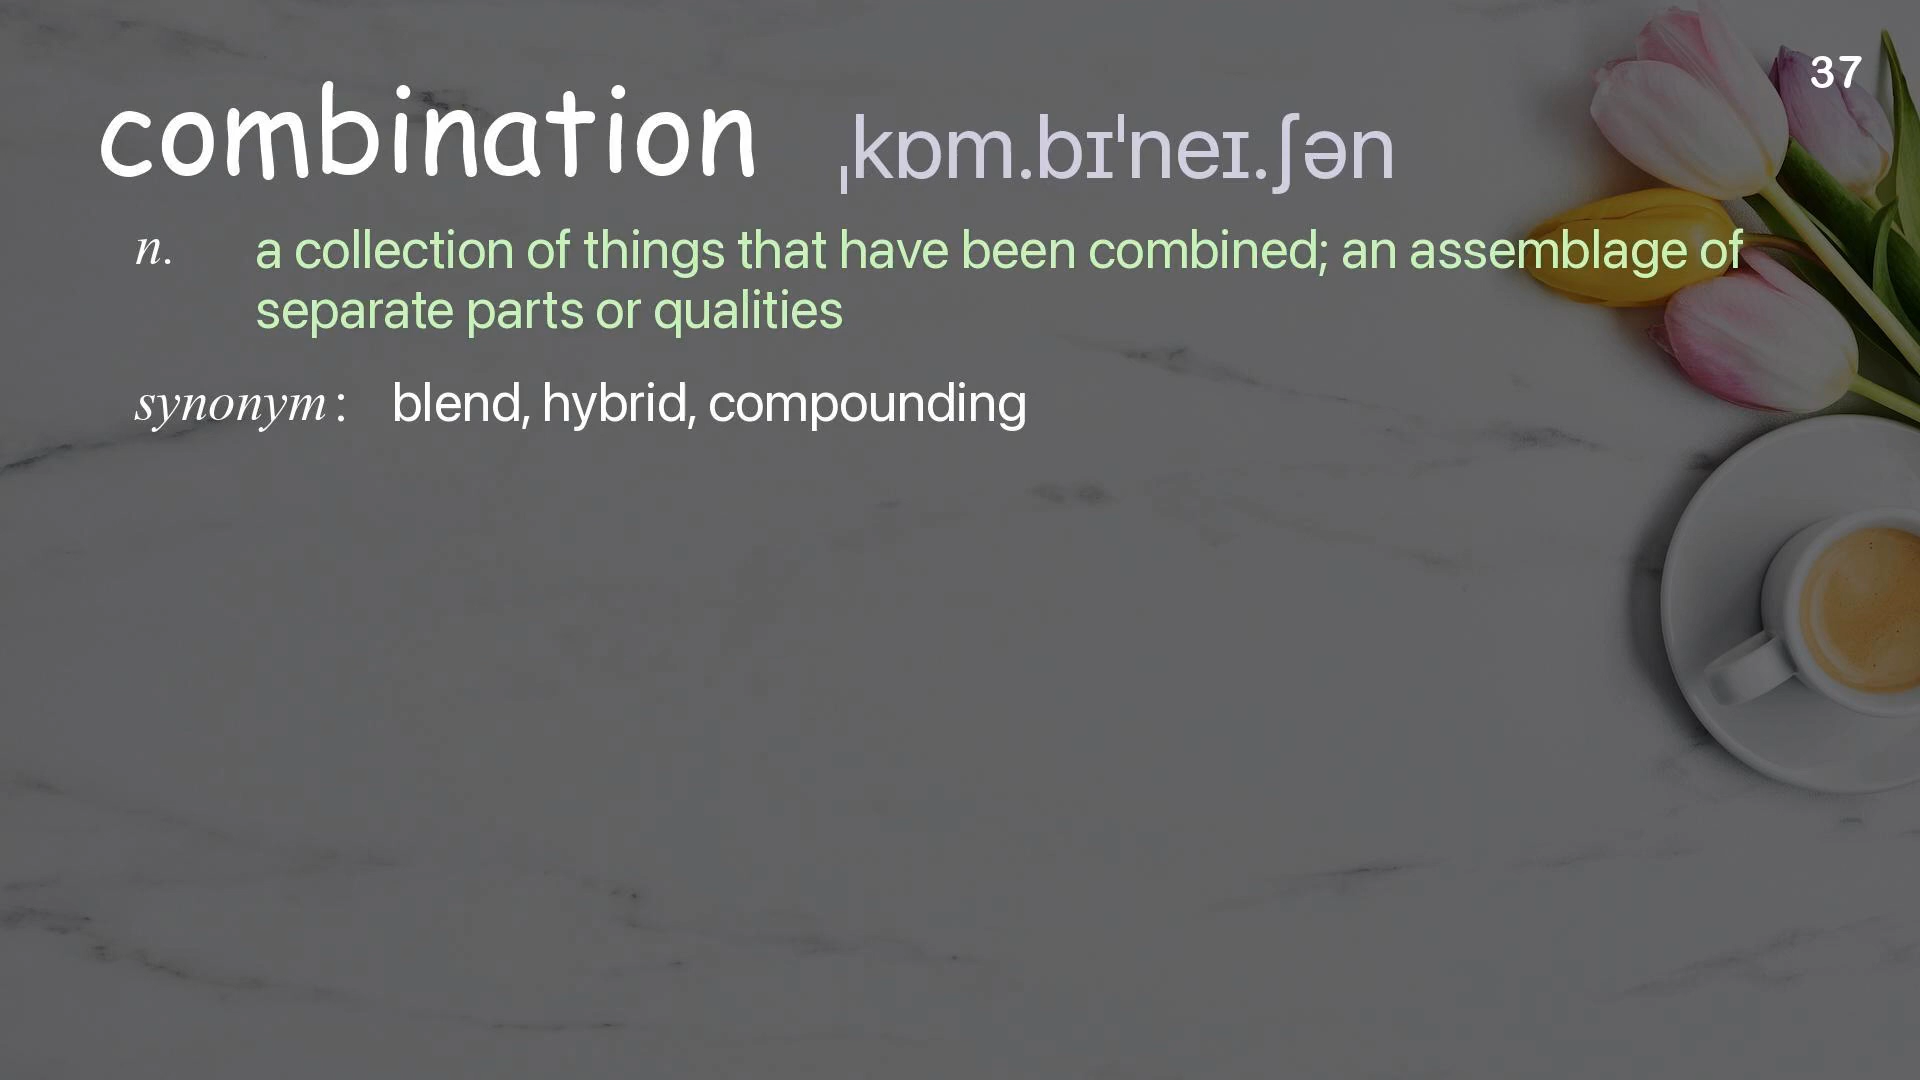 37
combination ˌkɒm.bɪˈneɪ.ʃən
n. a collection of things that have been combined; an assemblage of
separate parts or qualities
synonym : blend, hybrid, compounding